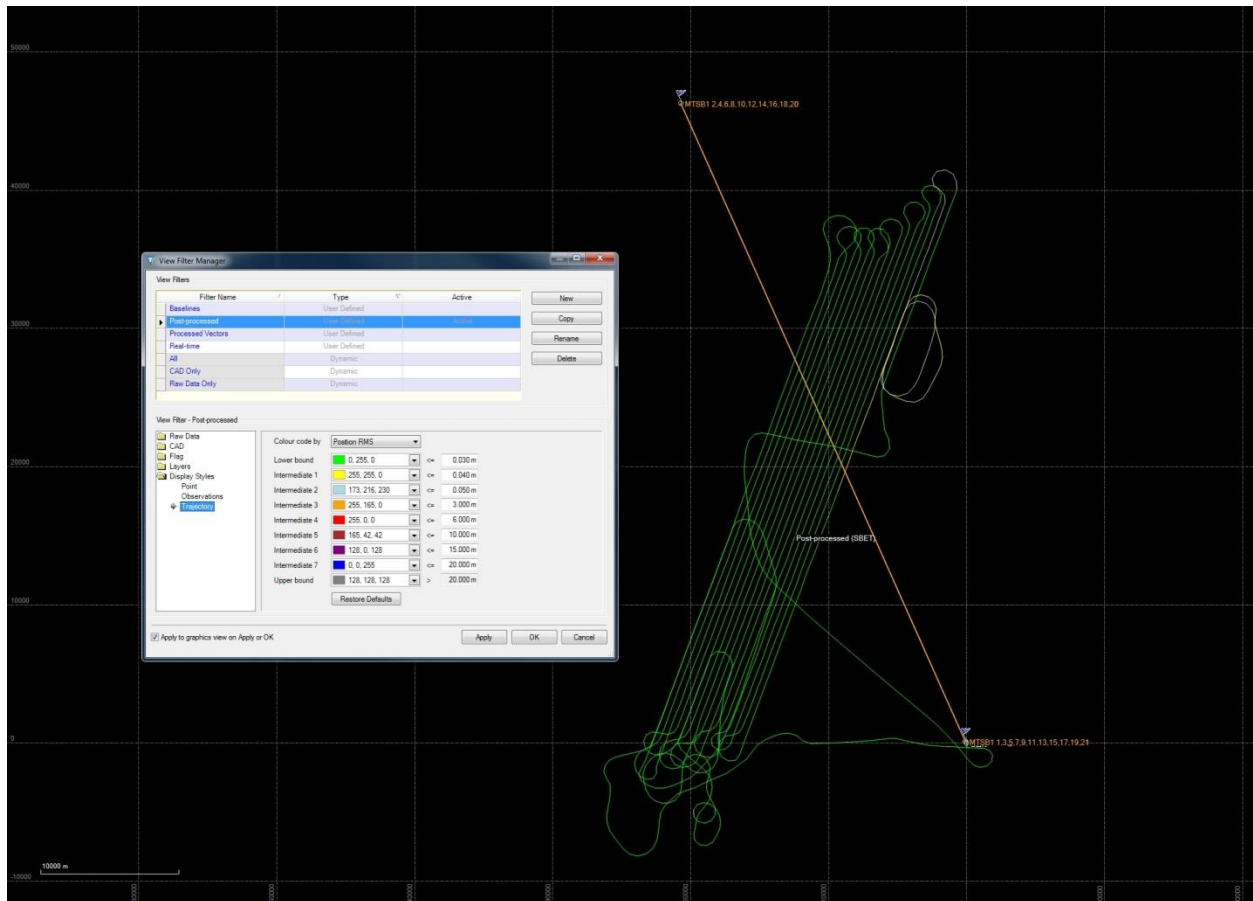 50000
MTSB1 2,4,6,8,10,12,14,16,18,20
40000
View Filter Manager
View Filters
Filter Name Type Active
Baselines User Defined
Post-processed User Defined Active
Processed Vectors User Defined
Real-time User Defined
All Dynamic
CAD Only Dynamic
Raw Data Only Dynamic
New
Copy
Rename
Delete
30000
View Filter - Post-processed
Raw Data
CAD
Flag
Layers
Display Styles
Point
Observations
Trajectory
Colour code by Position RMS
Lower bound 0, 255, 0 <= 0.030 m
Intermediate 1 255, 255, 0 <= 0.040 m
Intermediate 2 173, 216, 230 <= 0.050 m
Intermediate 3 255, 165, 0 <= 3.000 m
Intermediate 4 255, 0, 0 <= 6.000 m
Intermediate 5 165, 42, 42 <= 10.000 m
Intermediate 6 128, 0, 128 <= 15.000 m
Intermediate 7 0, 0, 255 <= 20.000 m
Upper bound 128, 128, 128 > 20.000 m
Restore Defaults
20000
Post-processed (SBET)
10000
Apply to graphics view on Apply or OK
Apply OK Cancel
0
MTSB1 1,3,5,7,9,11,13,15,17,19,21
10000 m
-10000